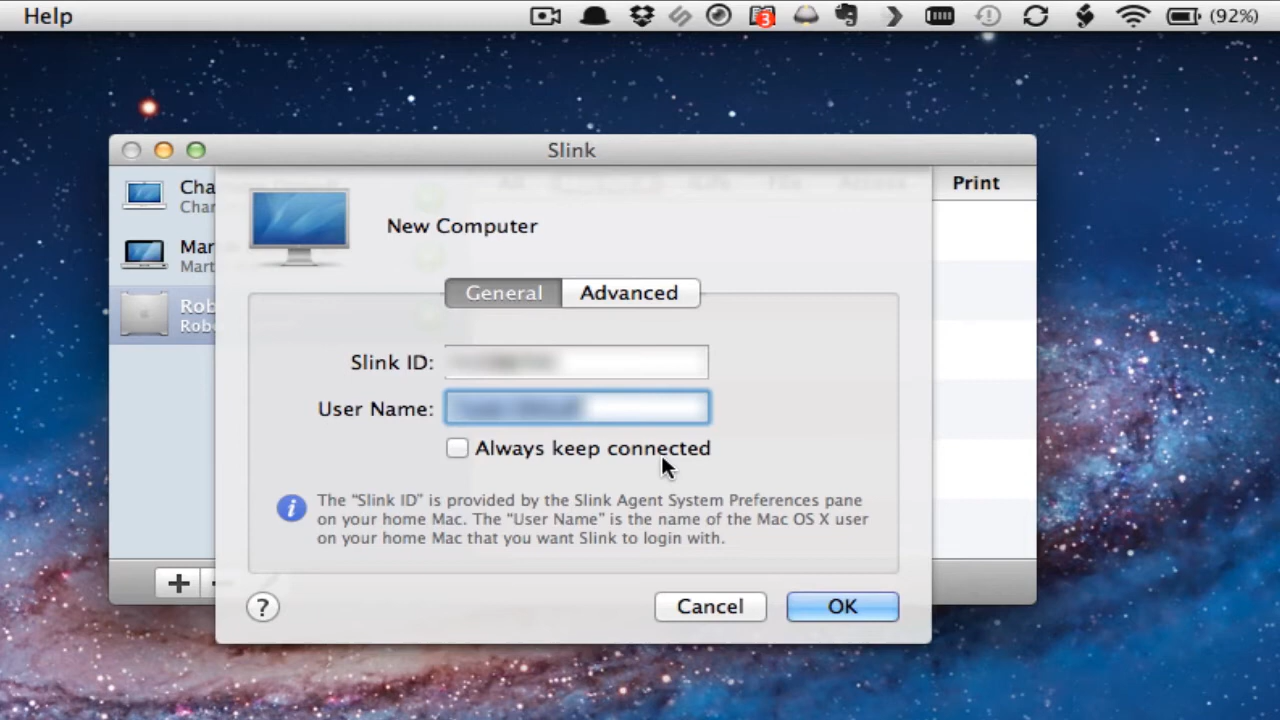 Help
3
(92%)
Slink
Cha
Char
Mar
Mart
Rob
Robe
Print
New Computer
General
Advanced
Slink ID:
User Name:
Always keep connected
The “Slink ID” is provided by the Slink Agent System Preferences pane
on your home Mac. The “User Name” is the name of the Mac OS X user
on your home Mac that you want Slink to login with.
?
Cancel
OK